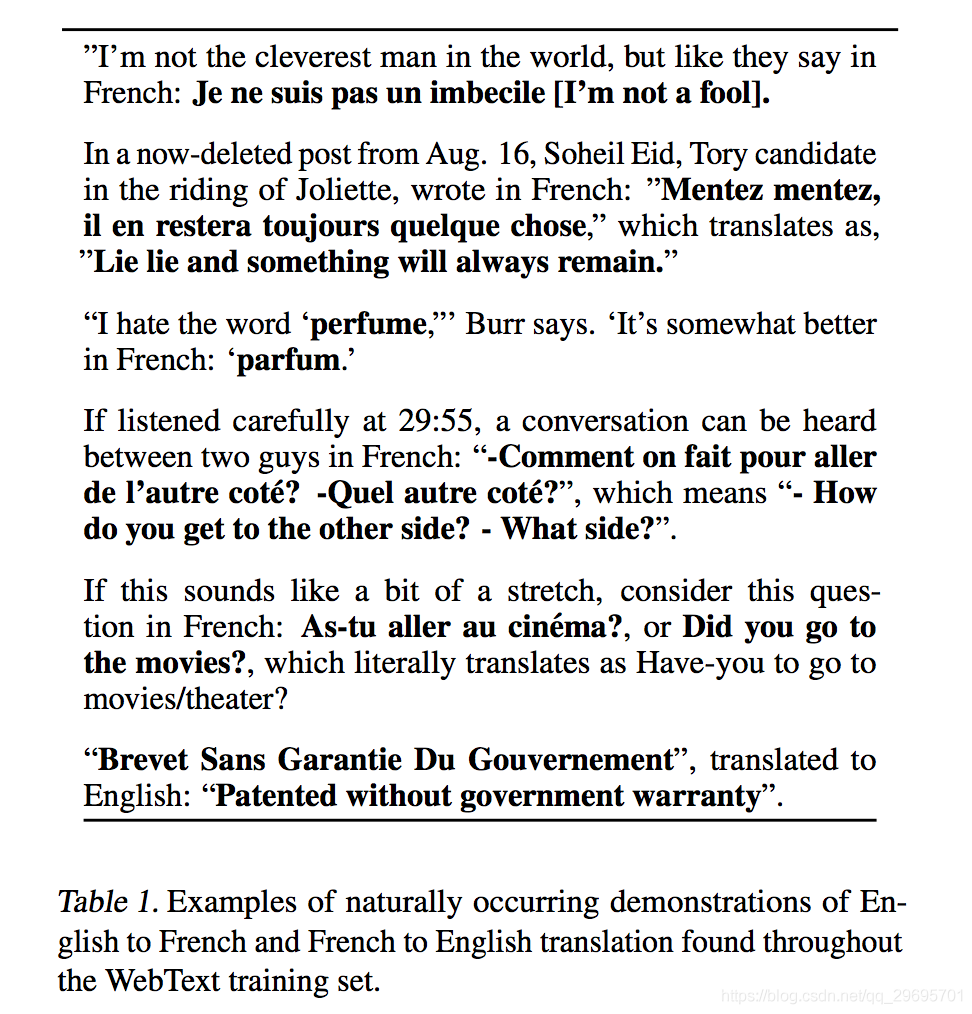 ”I’m not the cleverest man in the world, but like they say in
French: Je ne suis pas un imbecile [I’m not a fool].
In a now-deleted post from Aug. 16, Soheil Eid, Tory candidate
in the riding of Joliette, wrote in French: ”Mentez mentez,
il en restera toujours quelque chose,” which translates as,
”Lie lie and something will always remain.”
“I hate the word ‘perfume,”’ Burr says. ‘It’s somewhat better
in French: ‘parfum.’
If listened carefully at 29:55, a conversation can be heard
between two guys in French: “-Comment on fait pour aller
de l’autre coté? -Quel autre coté?”, which means “- How
do you get to the other side? - What side?”.
If this sounds like a bit of a stretch, consider this ques-
tion in French: As-tu aller au cinéma?, or Did you go to
the movies?, which literally translates as Have-you to go to
movies/theater?
“Brevet Sans Garantie Du Gouvernement”, translated to
English: “Patented without government warranty”.
Table 1. Examples of naturally occurring demonstrations of En-
glish to French and French to English translation found throughout
the WebText training set.
https://blog.csdn.net/qq_29695701